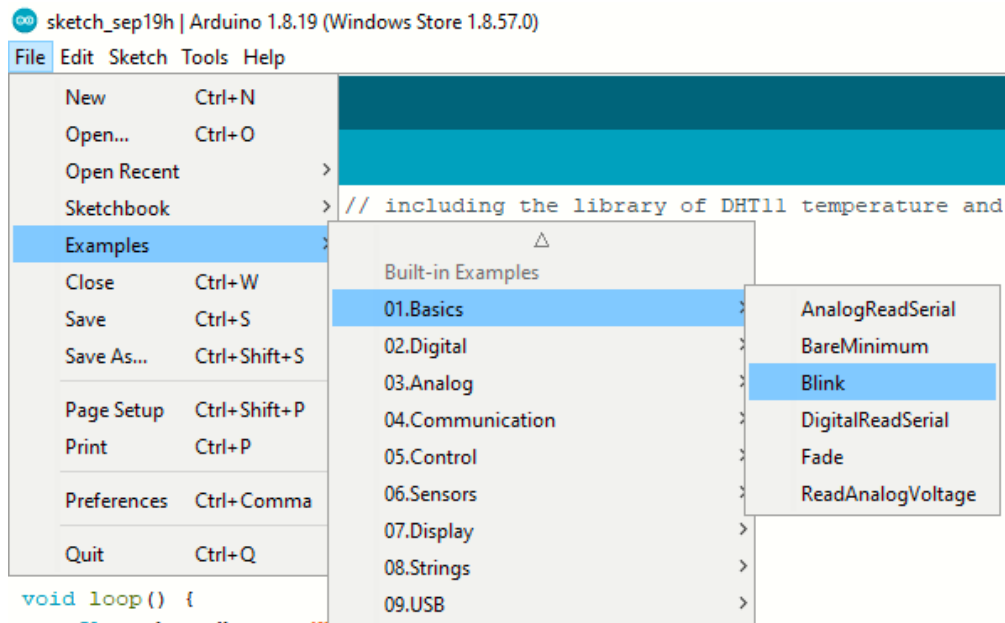 sketch_sep19h | Arduino 1.8.19 (Windows Store 1.8.57.0)
File Edit Sketch Tools Help
New Ctrl+N
Open... Ctrl+O
Open Recent
Sketchbook
Examples
Close Ctrl+W
Save Ctrl+S
Save As... Ctrl+Shift+S
Page Setup Ctrl+Shift+P
Print Ctrl+P
Preferences Ctrl+Comma
Quit Ctrl+Q
// including the library of DHT11 temperature and
Built-in Examples
01.Basics
02.Digital
03.Analog
04.Communication
05.Control
06.Sensors
07.Display
08.Strings
09.USB
AnalogReadSerial
BareMinimum
Blink
DigitalReadSerial
Fade
ReadAnalogVoltage
void loop() {